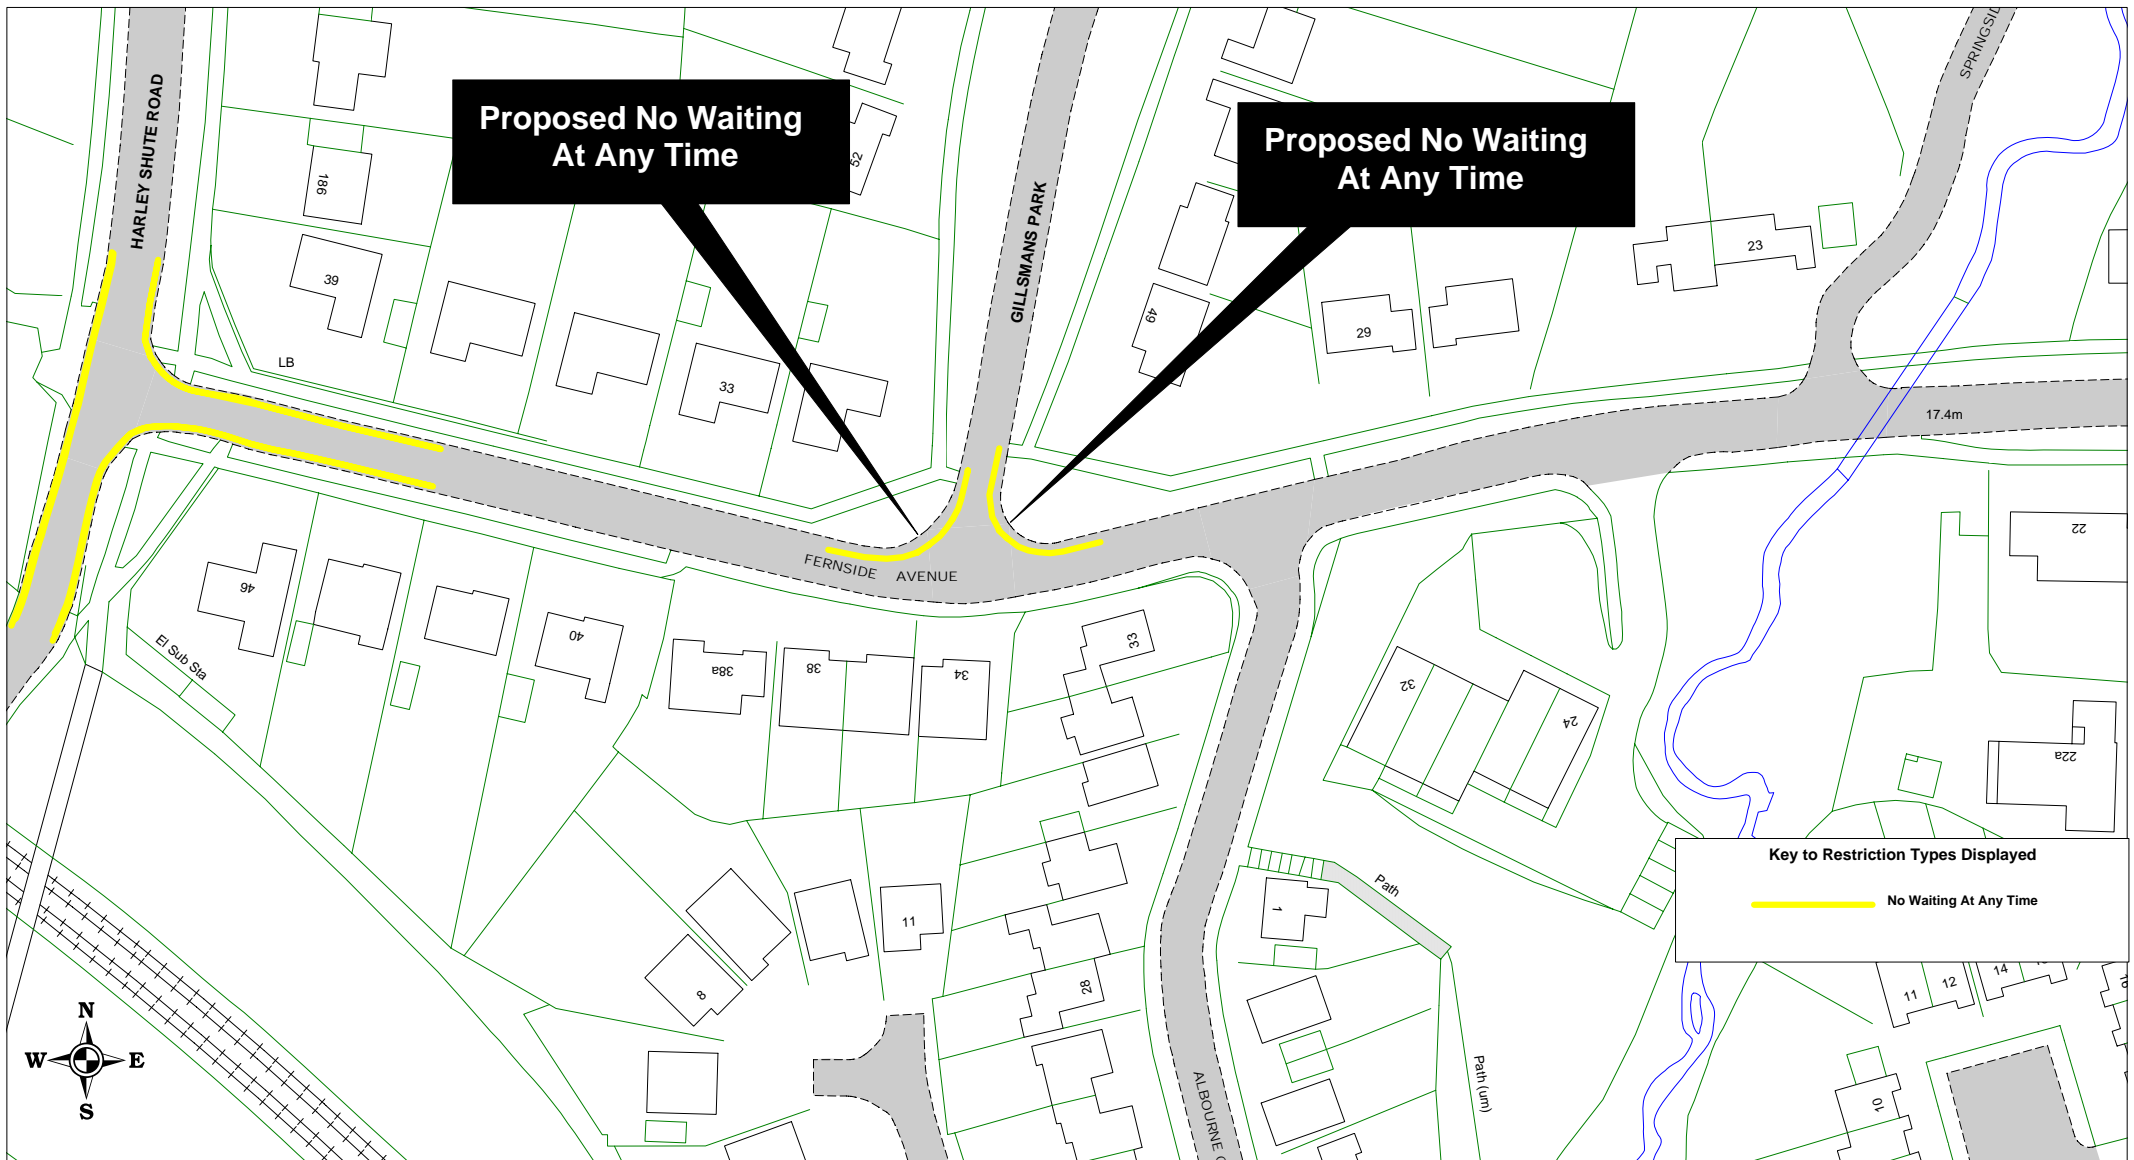 HARLEY SHUTE ROAD
Proposed No Waiting
At Any Time
52
GILLSMANS PARK
Proposed No Waiting
At Any Time
186
39
LB
33
49
29
23
17.4m
FERNSIDE AVENUE
46
El Sub Sta
40
38a
38
34
33
32
24
22
22a
Key to Restriction Types Displayed
No Waiting At Any Time
11
8
28
1
Path
Path (um)
ALBOURNE
11
12
14
10
N
W
E
S